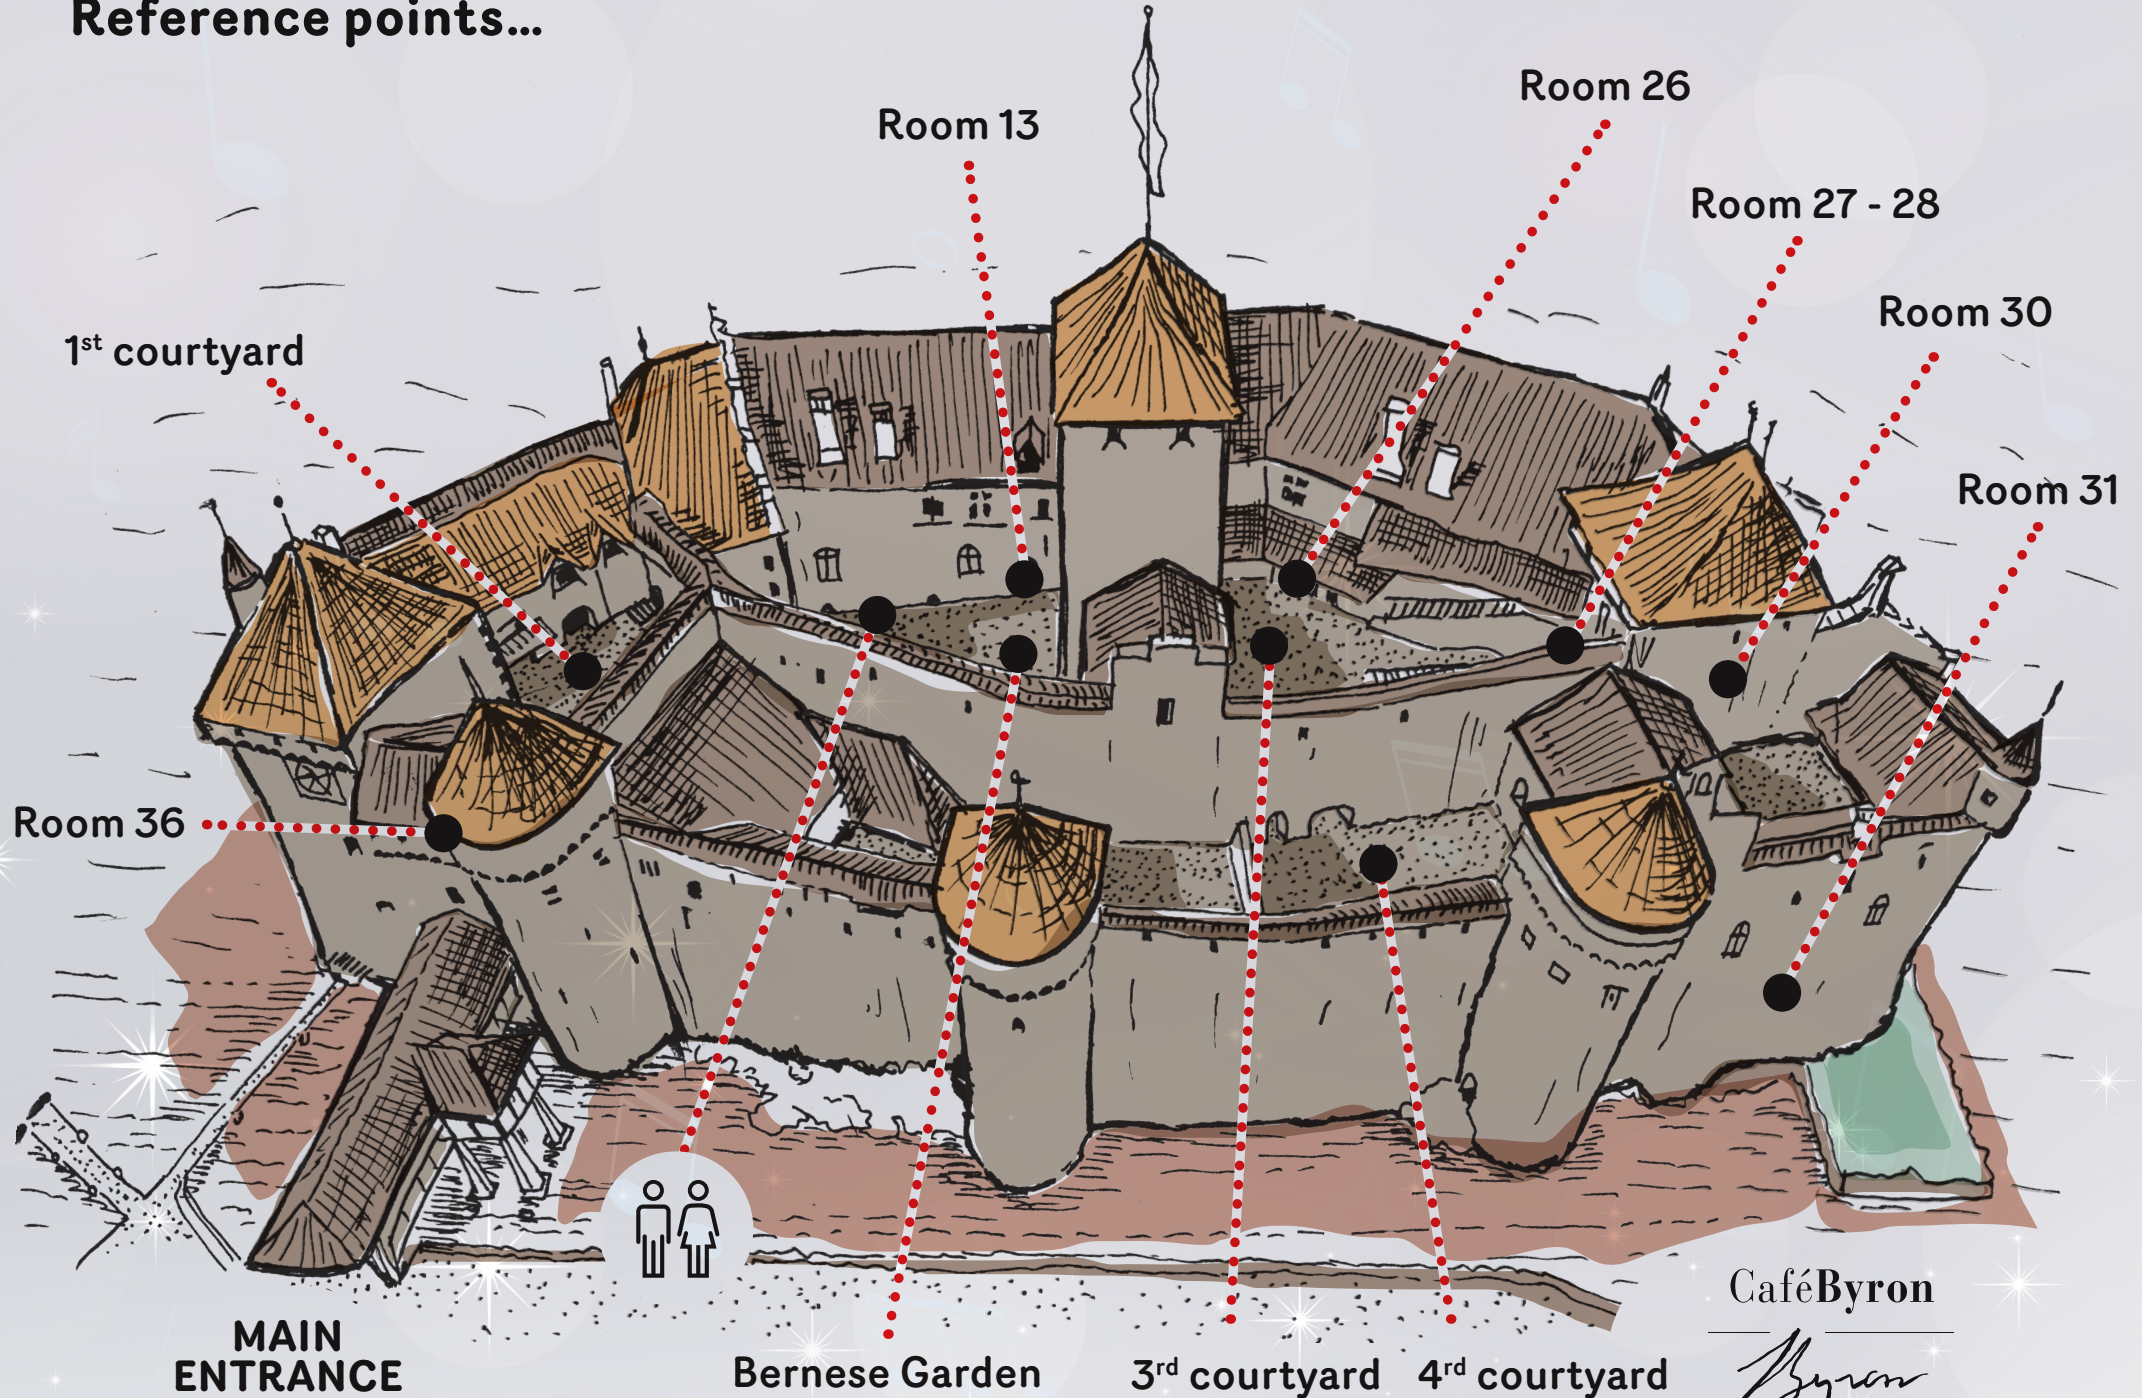 Reference points...
Room 13
Room 26
Room 27 - 28
Room 30
1st courtyard
Room 31
Room 36
CaféByron
Byron
MAIN
ENTRANCE
Bernese Garden
3rd courtyard
4rd courtyard